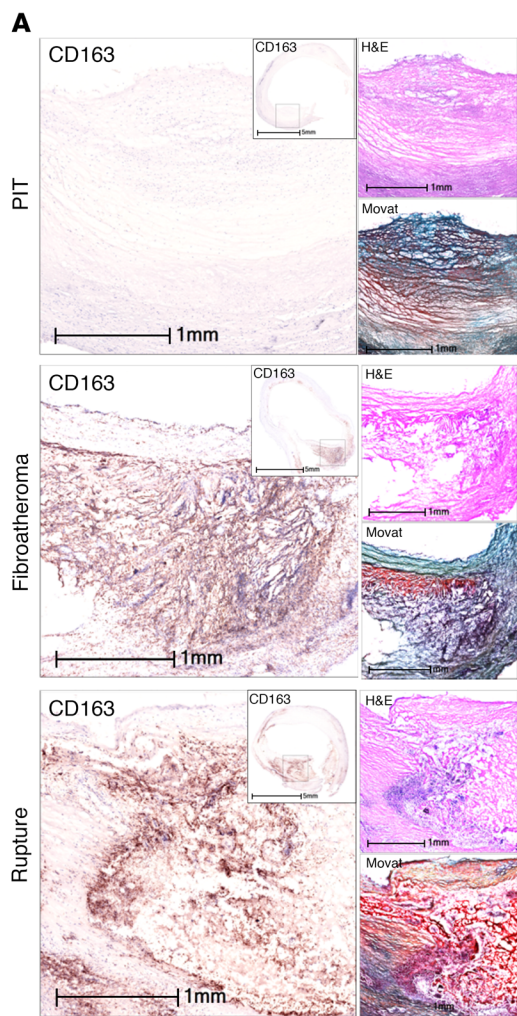 A
PIT
CD163
1mm
CD163
5mm
H&E
1mm
Movat
1mm
Fibroatheroma
CD163
1mm
CD163
5mm
H&E
1mm
Movat
1mm
Rupture
CD163
1mm
CD163
5mm
H&E
1mm
Movat
1mm